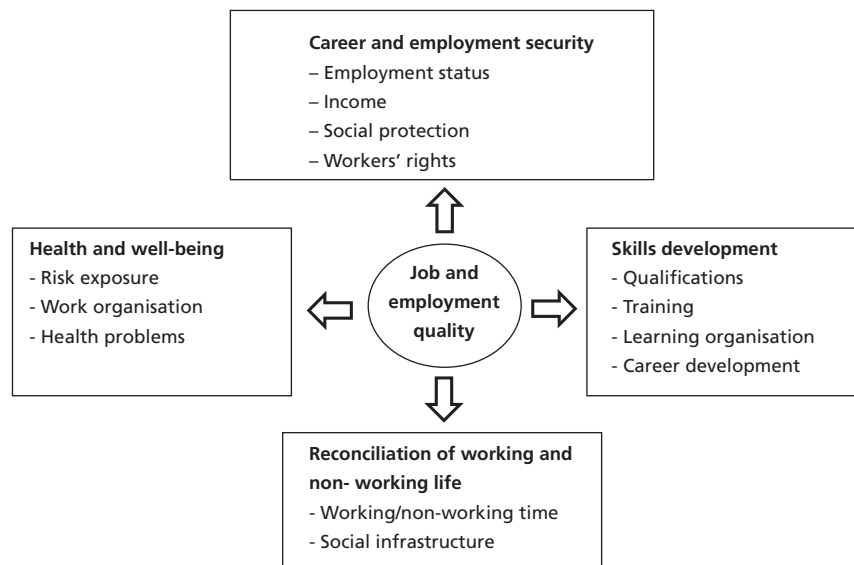 Career and employment security
– Employment status
– Income
– Social protection
– Workers’ rights
Health and well-being
- Risk exposure
- Work organisation
- Health problems
Job and
employment
quality
Skills development
- Qualifications
- Training
- Learning organisation
- Career development
Reconciliation of working and
non- working life
- Working/non-working time
- Social infrastructure